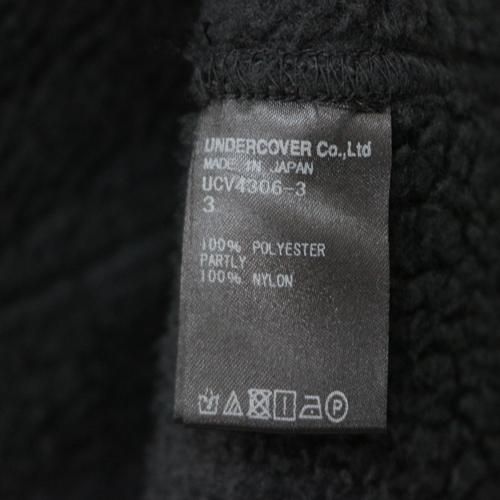 UNDERCOVER Co.,Ltd
MADE IN JAPAN
UCV4306-3
3
100% POLYESTER
PARTLY
100% NYLON
P